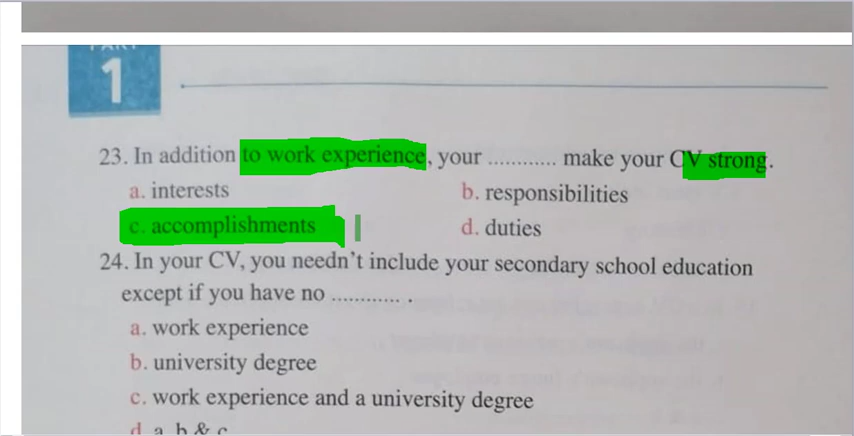 1
23. In addition to work experience, your ............ make your CV strong.
a. interests
b. responsibilities
c. accomplishments
d. duties
24. In your CV, you needn't include your secondary school education
except if you have no ..............
a. work experience
b. university degree
c. work experience and a university degree
d. a, b & c